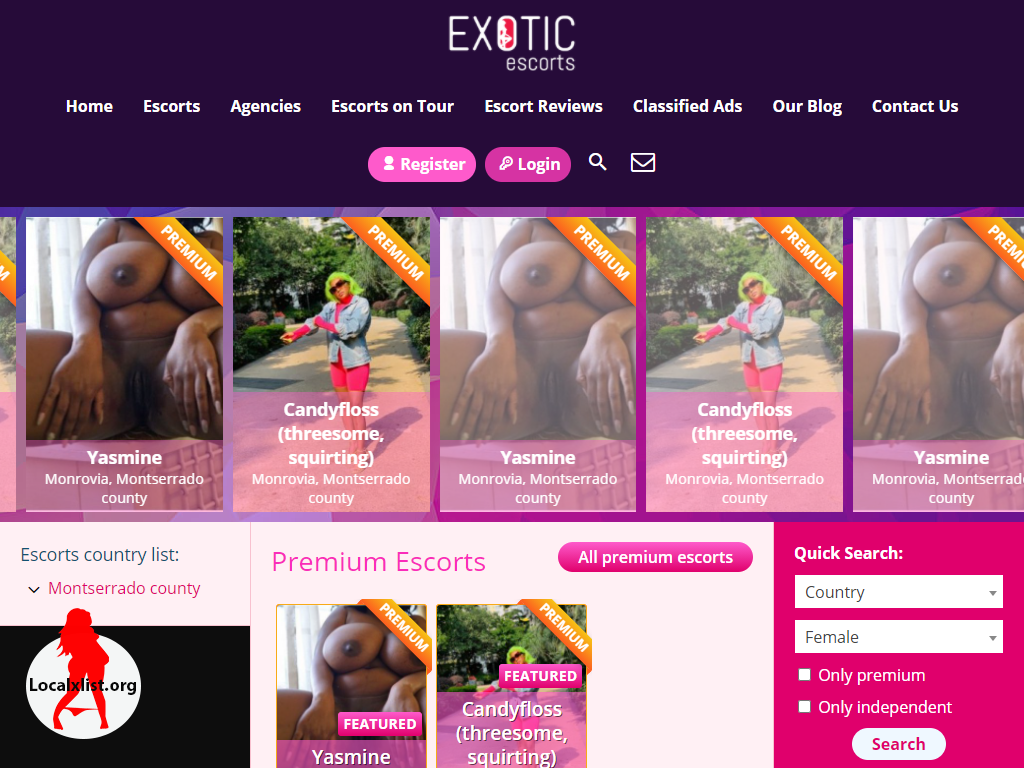 EXOTIC
escorts
Home Escorts Agencies Escorts on Tour Escort Reviews Classified Ads Our Blog Contact Us
Register Login
PREMIUM PREMIUM PREMIUM PREMIUM
Yasmine
Monrovia, Montserrado
county
Candyfloss
(threesome,
squirting)
Monrovia, Montserrado
county
Yasmine
Monrovia, Montserrado
county
Candyfloss
(threesome,
squirting)
Monrovia, Montserrado
county
Yasmine
Monrovia, Montserrado
county
Escorts country list:
Montserrado county
Localxlist.org
Premium Escorts
All premium escorts
PREMIUM
FEATURED
Yasmine
PREMIUM
FEATURED
Candyfloss
(threesome,
squirting)
Quick Search:
Country
Female
Only premium
Only independent
Search